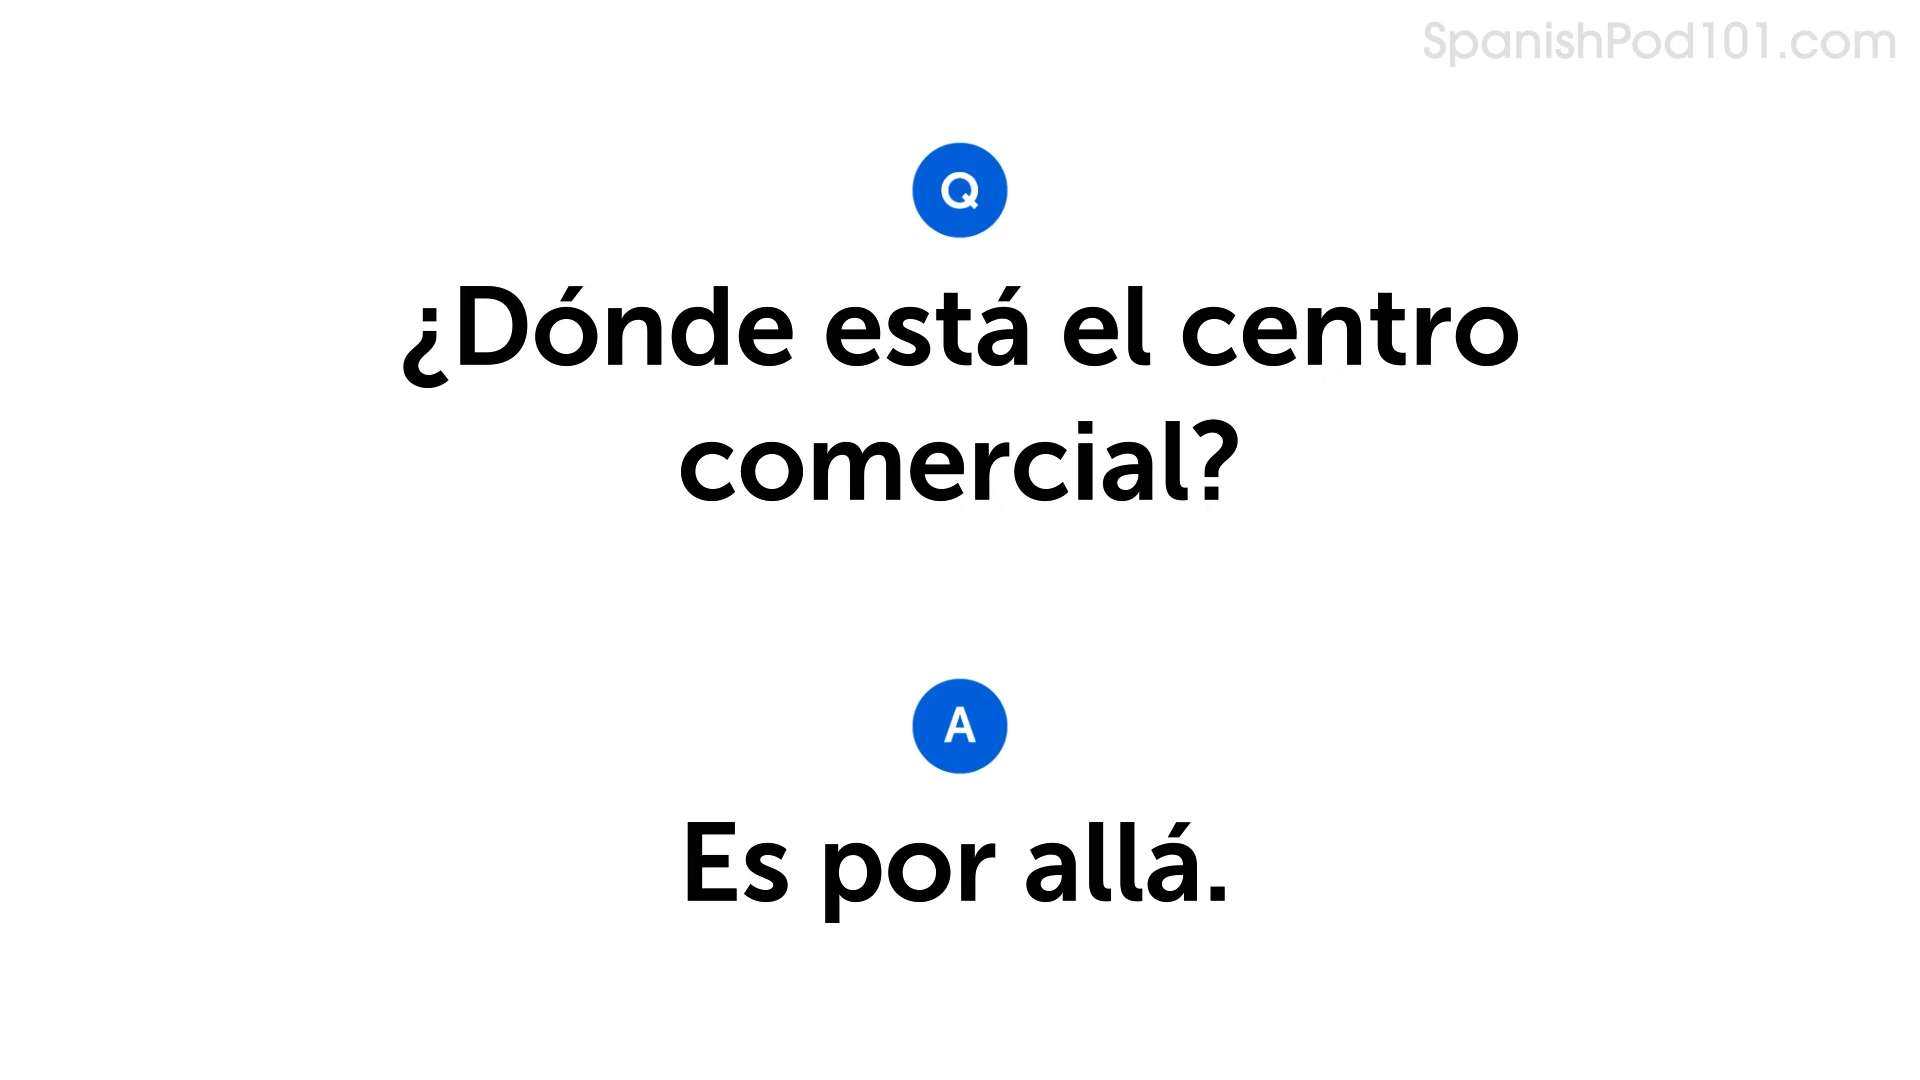 SpanishPod101.com
Q
¿Dónde está el centro
comercial?
A
Es por allá.